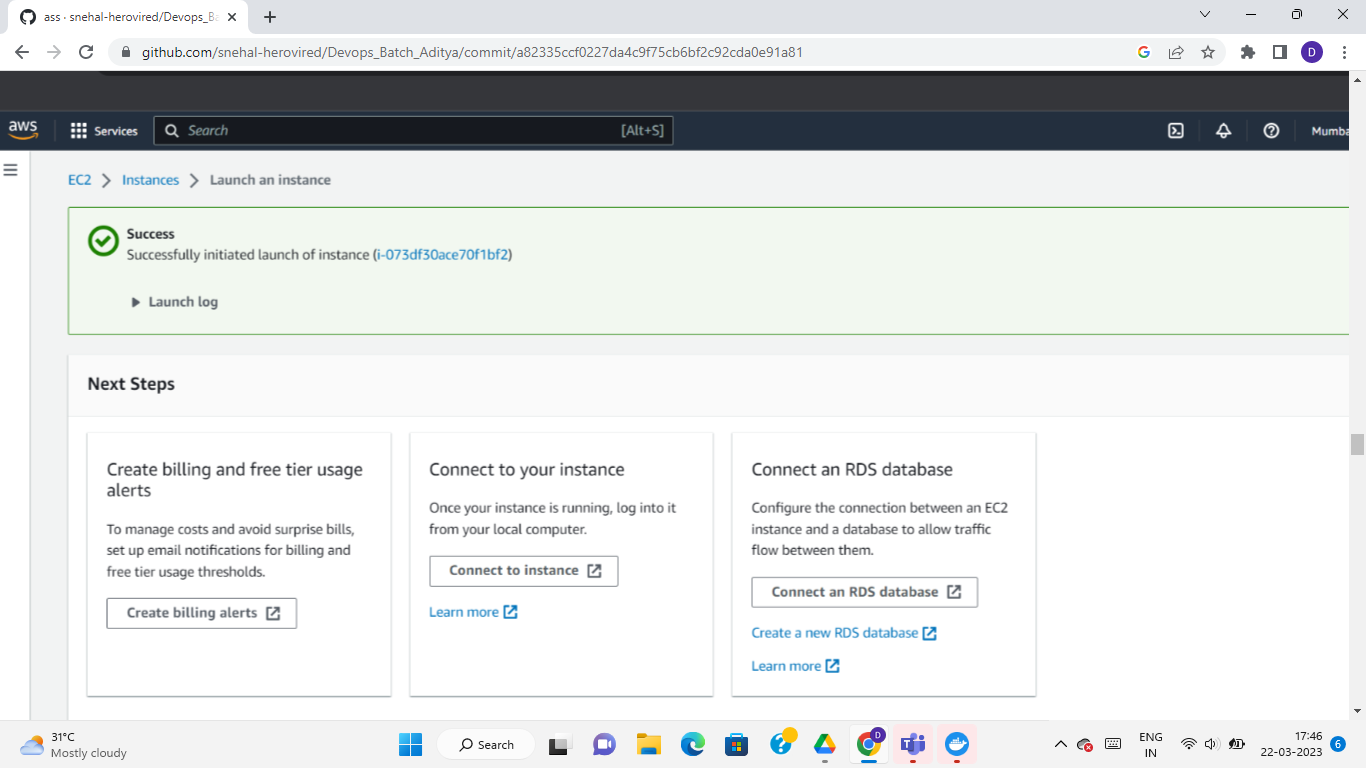 ass · snehal-herovired/Devops_Ba
github.com/snehal-herovired/Devops_Batch_Aditya/commit/a82335ccf0227da4c9f75cb6bf2c92cda0e91a81
D
aws
Services
Search
[Alt+S]
Mumba
EC2
Instances
Launch an instance
Success
Successfully initiated launch of instance (i-073df30ace70f1bf2)
Launch log
Next Steps
Create billing and free tier usage
alerts
To manage costs and avoid surprise bills,
set up email notifications for billing and
free tier usage thresholds.
Create billing alerts
Connect to your instance
Once your instance is running, log into it
from your local computer.
Connect to instance
Learn more
Connect an RDS database
Configure the connection between an EC2
instance and a database to allow traffic
flow between them.
Connect an RDS database
Create a new RDS database
Learn more
31°C
Mostly cloudy
Search
D
ENG
IN
17:46
22-03-2023
6